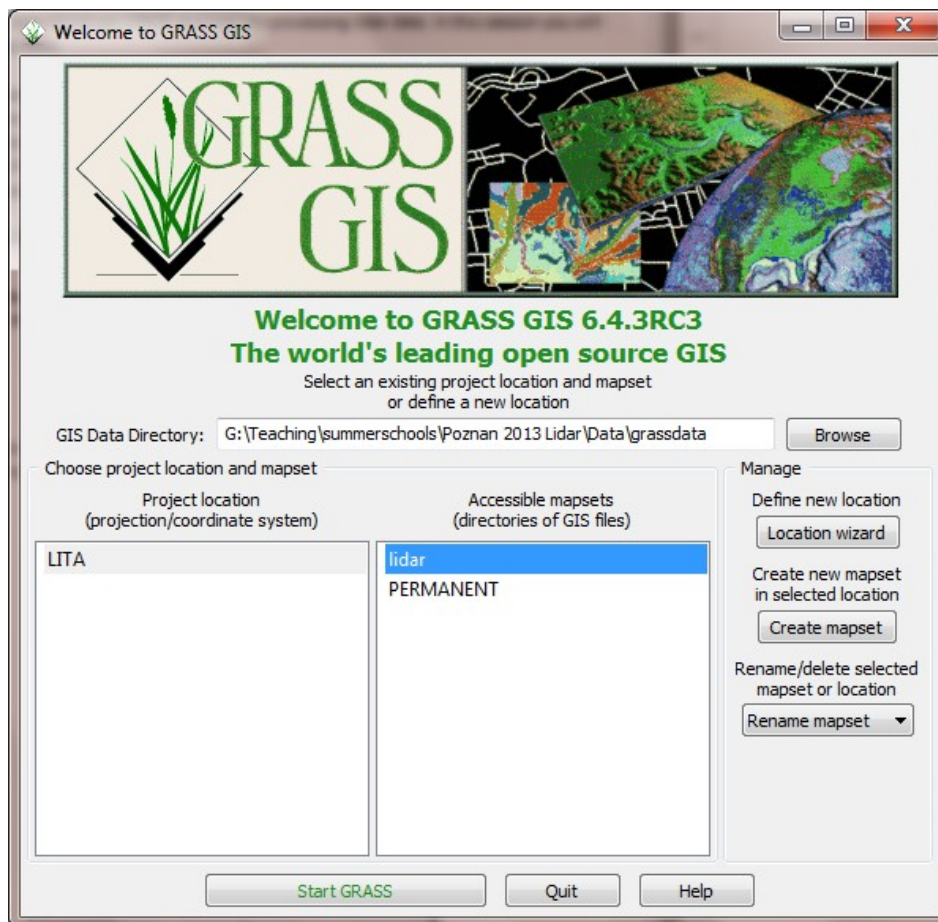 Welcome to GRASS GIS
GRASS
GIS
Welcome to GRASS GIS 6.4.3RC3
The world's leading open source GIS
Select an existing project location and mapset
or define a new location
GIS Data Directory: G:\Teaching\summerschools\Poznan 2013 Lidar\Data\grassdata Browse
Choose project location and mapset
Project location
(projection/coordinate system)
LITA
Accessible mapsets
(directories of GIS files)
lidar
PERMANENT
Manage
Define new location
Location wizard
Create new mapset
in selected location
Create mapset
Rename/delete selected
mapset or location
Rename mapset
Start GRASS Quit Help